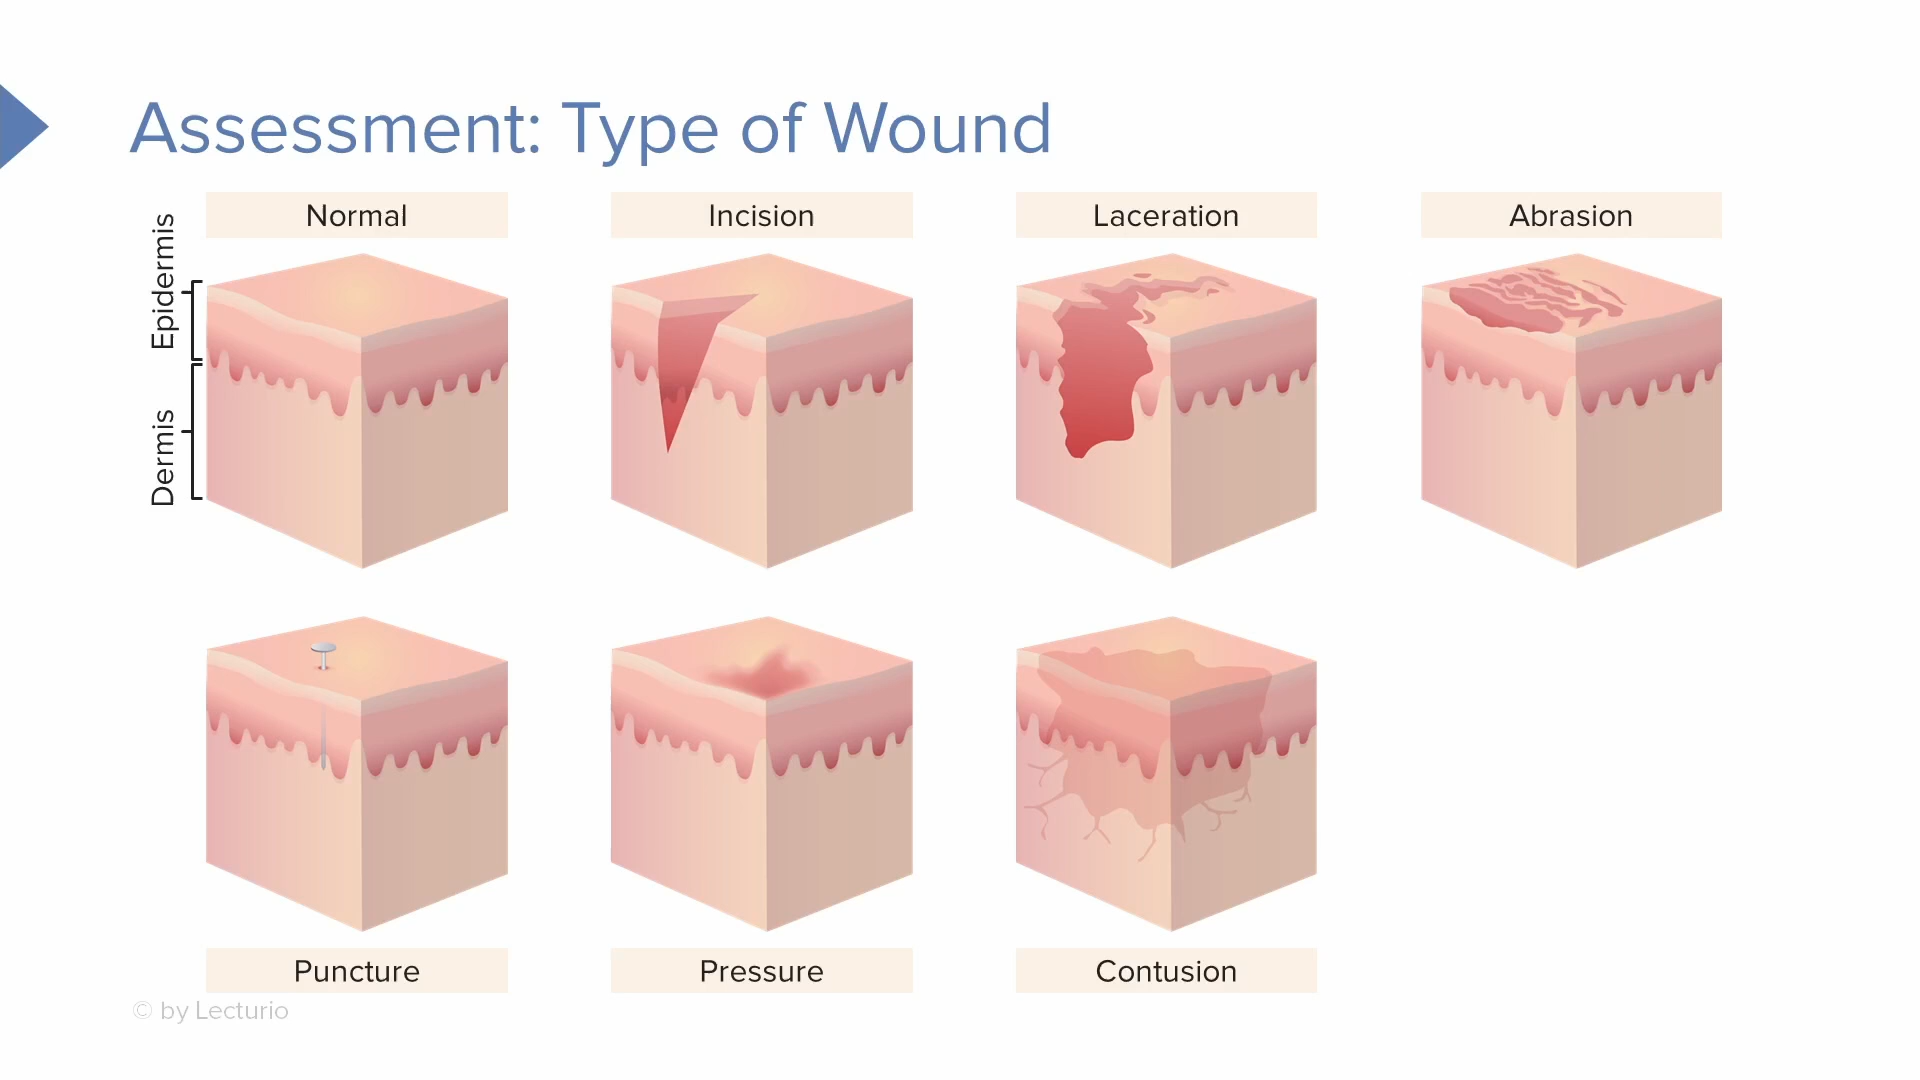 Assessment: Type of Wound
Normal
Incision
Laceration
Abrasion
Epidermis
Dermis
Puncture
Pressure
Contusion
© by Lecturio